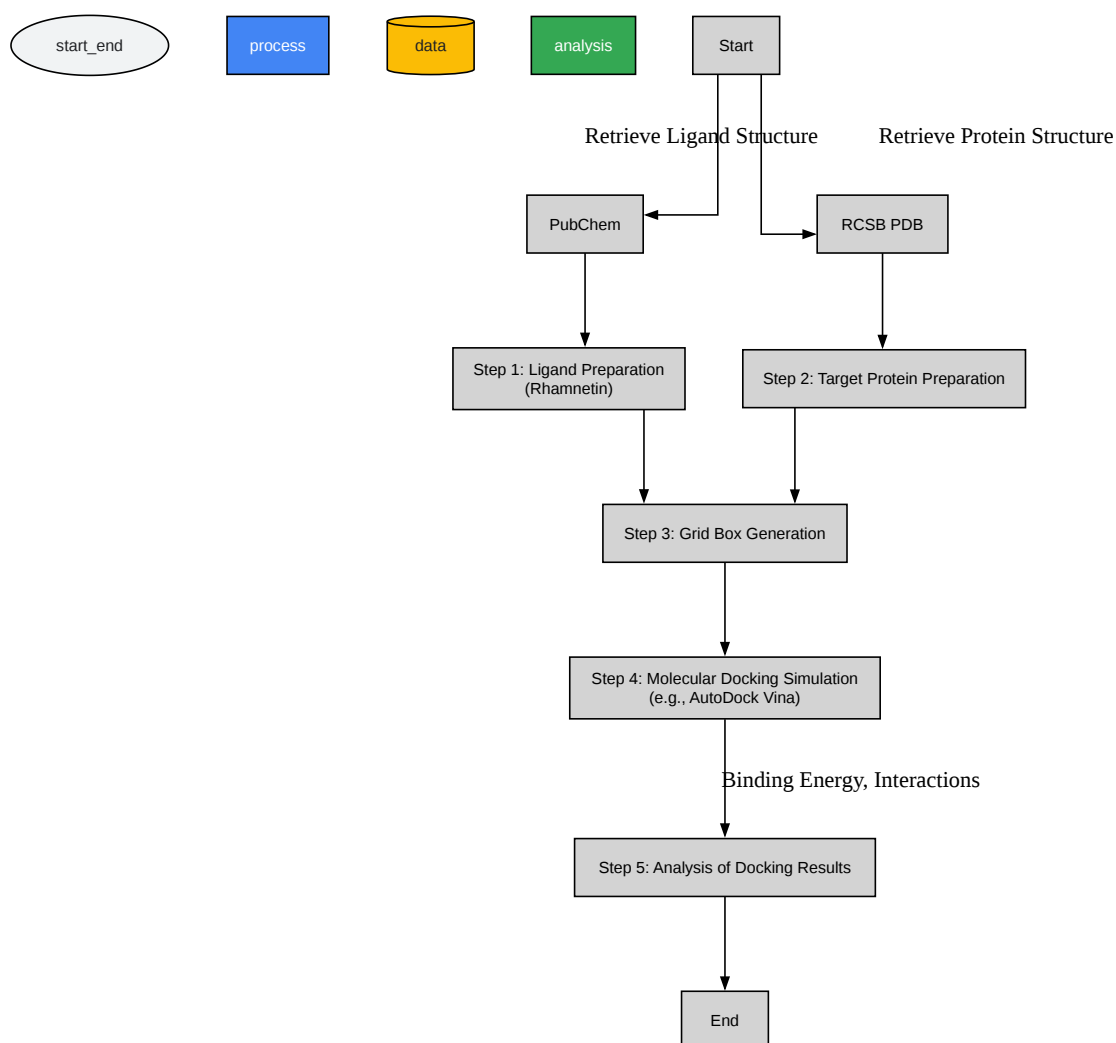 start_end
process
data
analysis
Start
Retrieve Ligand Structure
Retrieve Protein Structure
PubChem
RCSB PDB
Step 1: Ligand Preparation
(Rhamnetin)
Step 2: Target Protein Preparation
Step 3: Grid Box Generation
Step 4: Molecular Docking Simulation
(e.g., AutoDock Vina)
Binding Energy, Interactions
Step 5: Analysis of Docking Results
End